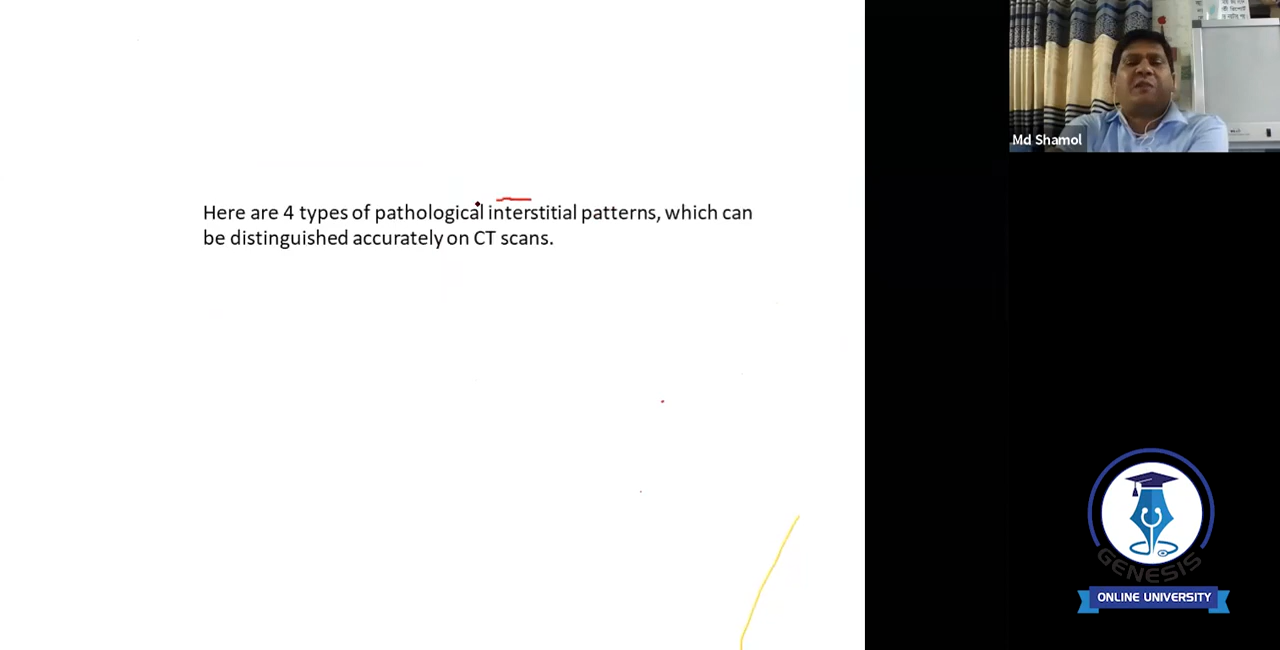 Here are 4 types of pathological interstitial patterns, which can
be distinguished accurately on CT scans.
Md Shamol
GENESIS
ONLINE UNIVERSITY